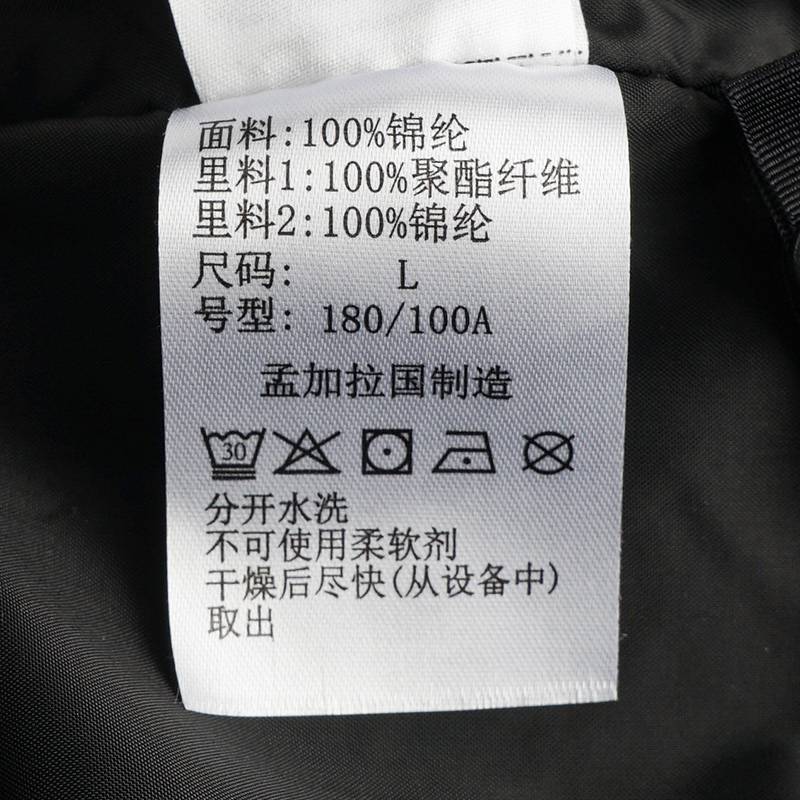 面料:100%锦纶
里料1:100%聚酯纤维
里料2:100%锦纶
尺码: L
号型: 180/100A
孟加拉国制造
30
分开水洗
不可使用柔软剂
干燥后尽快(从设备中)
取出